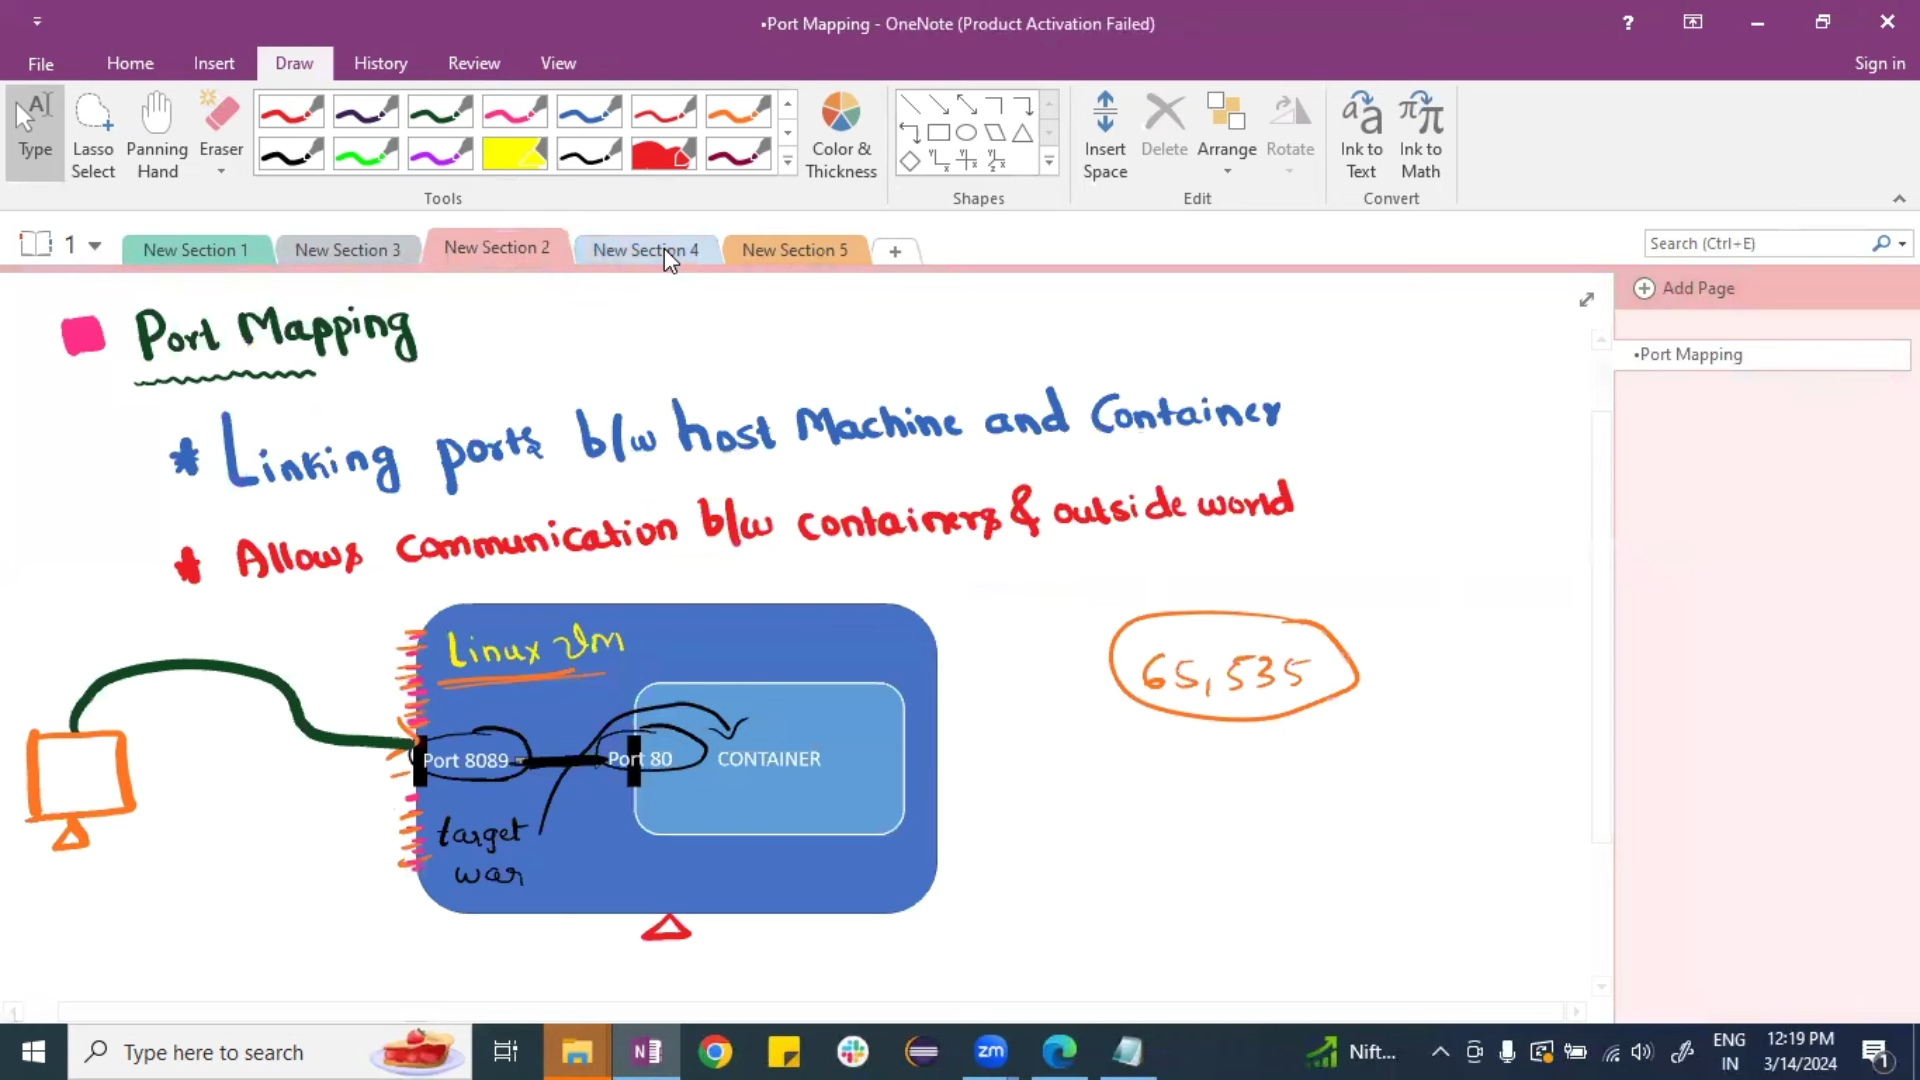 •Port Mapping - OneNote (Product Activation Failed)
?
File Home Insert Draw History Review View Sign in
Type
Lasso Select
Panning Hand
Eraser
Color & Thickness
Insert Space
Delete
Arrange
Rotate
Ink to Text
Ink to Math
Tools Shapes Edit Convert
1 New Section 1 New Section 3 New Section 2 New Section 4 New Section 5 + Search (Ctrl+E)
Add Page
•Port Mapping
Port Mapping
* Linking ports b/w host Machine and Container
* Allows communication b/w containers & outside world
Linux vm
65,535
Port 8089 Port 80 CONTAINER
target
war
Type here to search
Nift...
ENG
IN
12:19 PM
3/14/2024
1